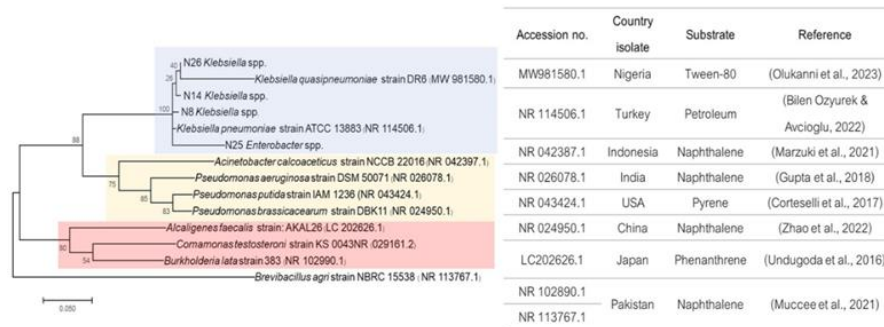 40
N26 Klebsiella spp.
26
Klebsiella quasipneumoniae strain DR6 (MW 981580.1)
N14 Klebsiella spp.
N8 Klebsiella spp.
100
Klebsiella pneumoniae strain ATCC 13883 (NR 114506.1)
N25 Enterobacter spp.
88
Acinetobacter calcoaceticus strain NCCB 22016 (NR 042397.1)
75
Pseudomonas aeruginosa strain DSM 50071 (NR 026078.1)
85
Pseudomonas putida strain IAM 1236 (NR 043424.1)
83
Pseudomonas brassicacearum strain DBK11 (NR 024950.1)
Alcaligenes faecalis strain: AKAL26 (LC 202626.1)
80
Comamonas testosteroni strain KS 0043NR (029161.2)
54
Burkholderia lata strain 383 (NR 102990.1)
Brevibacillus agri strain NBRC 15538 (NR 113767.1)
0.050
Accession no. Country isolate Substrate Reference
MW981580.1 Nigeria Tween-80 (Olukanni et al., 2023)
NR 114506.1 Turkey Petroleum (Bilen Ozyurek & Avcioglu, 2022)
NR 042387.1 Indonesia Naphthalene (Marzuki et al., 2021)
NR 026078.1 India Naphthalene (Gupta et al., 2018)
NR 043424.1 USA Pyrene (Corteselli et al., 2017)
NR 024950.1 China Naphthalene (Zhao et al., 2022)
LC202626.1 Japan Phenanthrene (Undugoda et al., 2016)
NR 102890.1
Pakistan Naphthalene (Muccee et al., 2021)
NR 113767.1